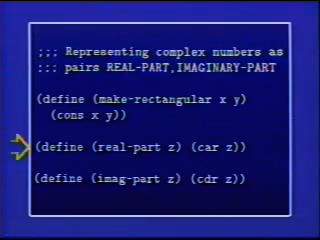 ;;; Representing complex numbers as
;;; pairs REAL-PART,IMAGINARY-PART
(define (make-rectangular x y)
(cons x y))
(define (real-part z) (car z))
(define (imag-part z) (cdr z))